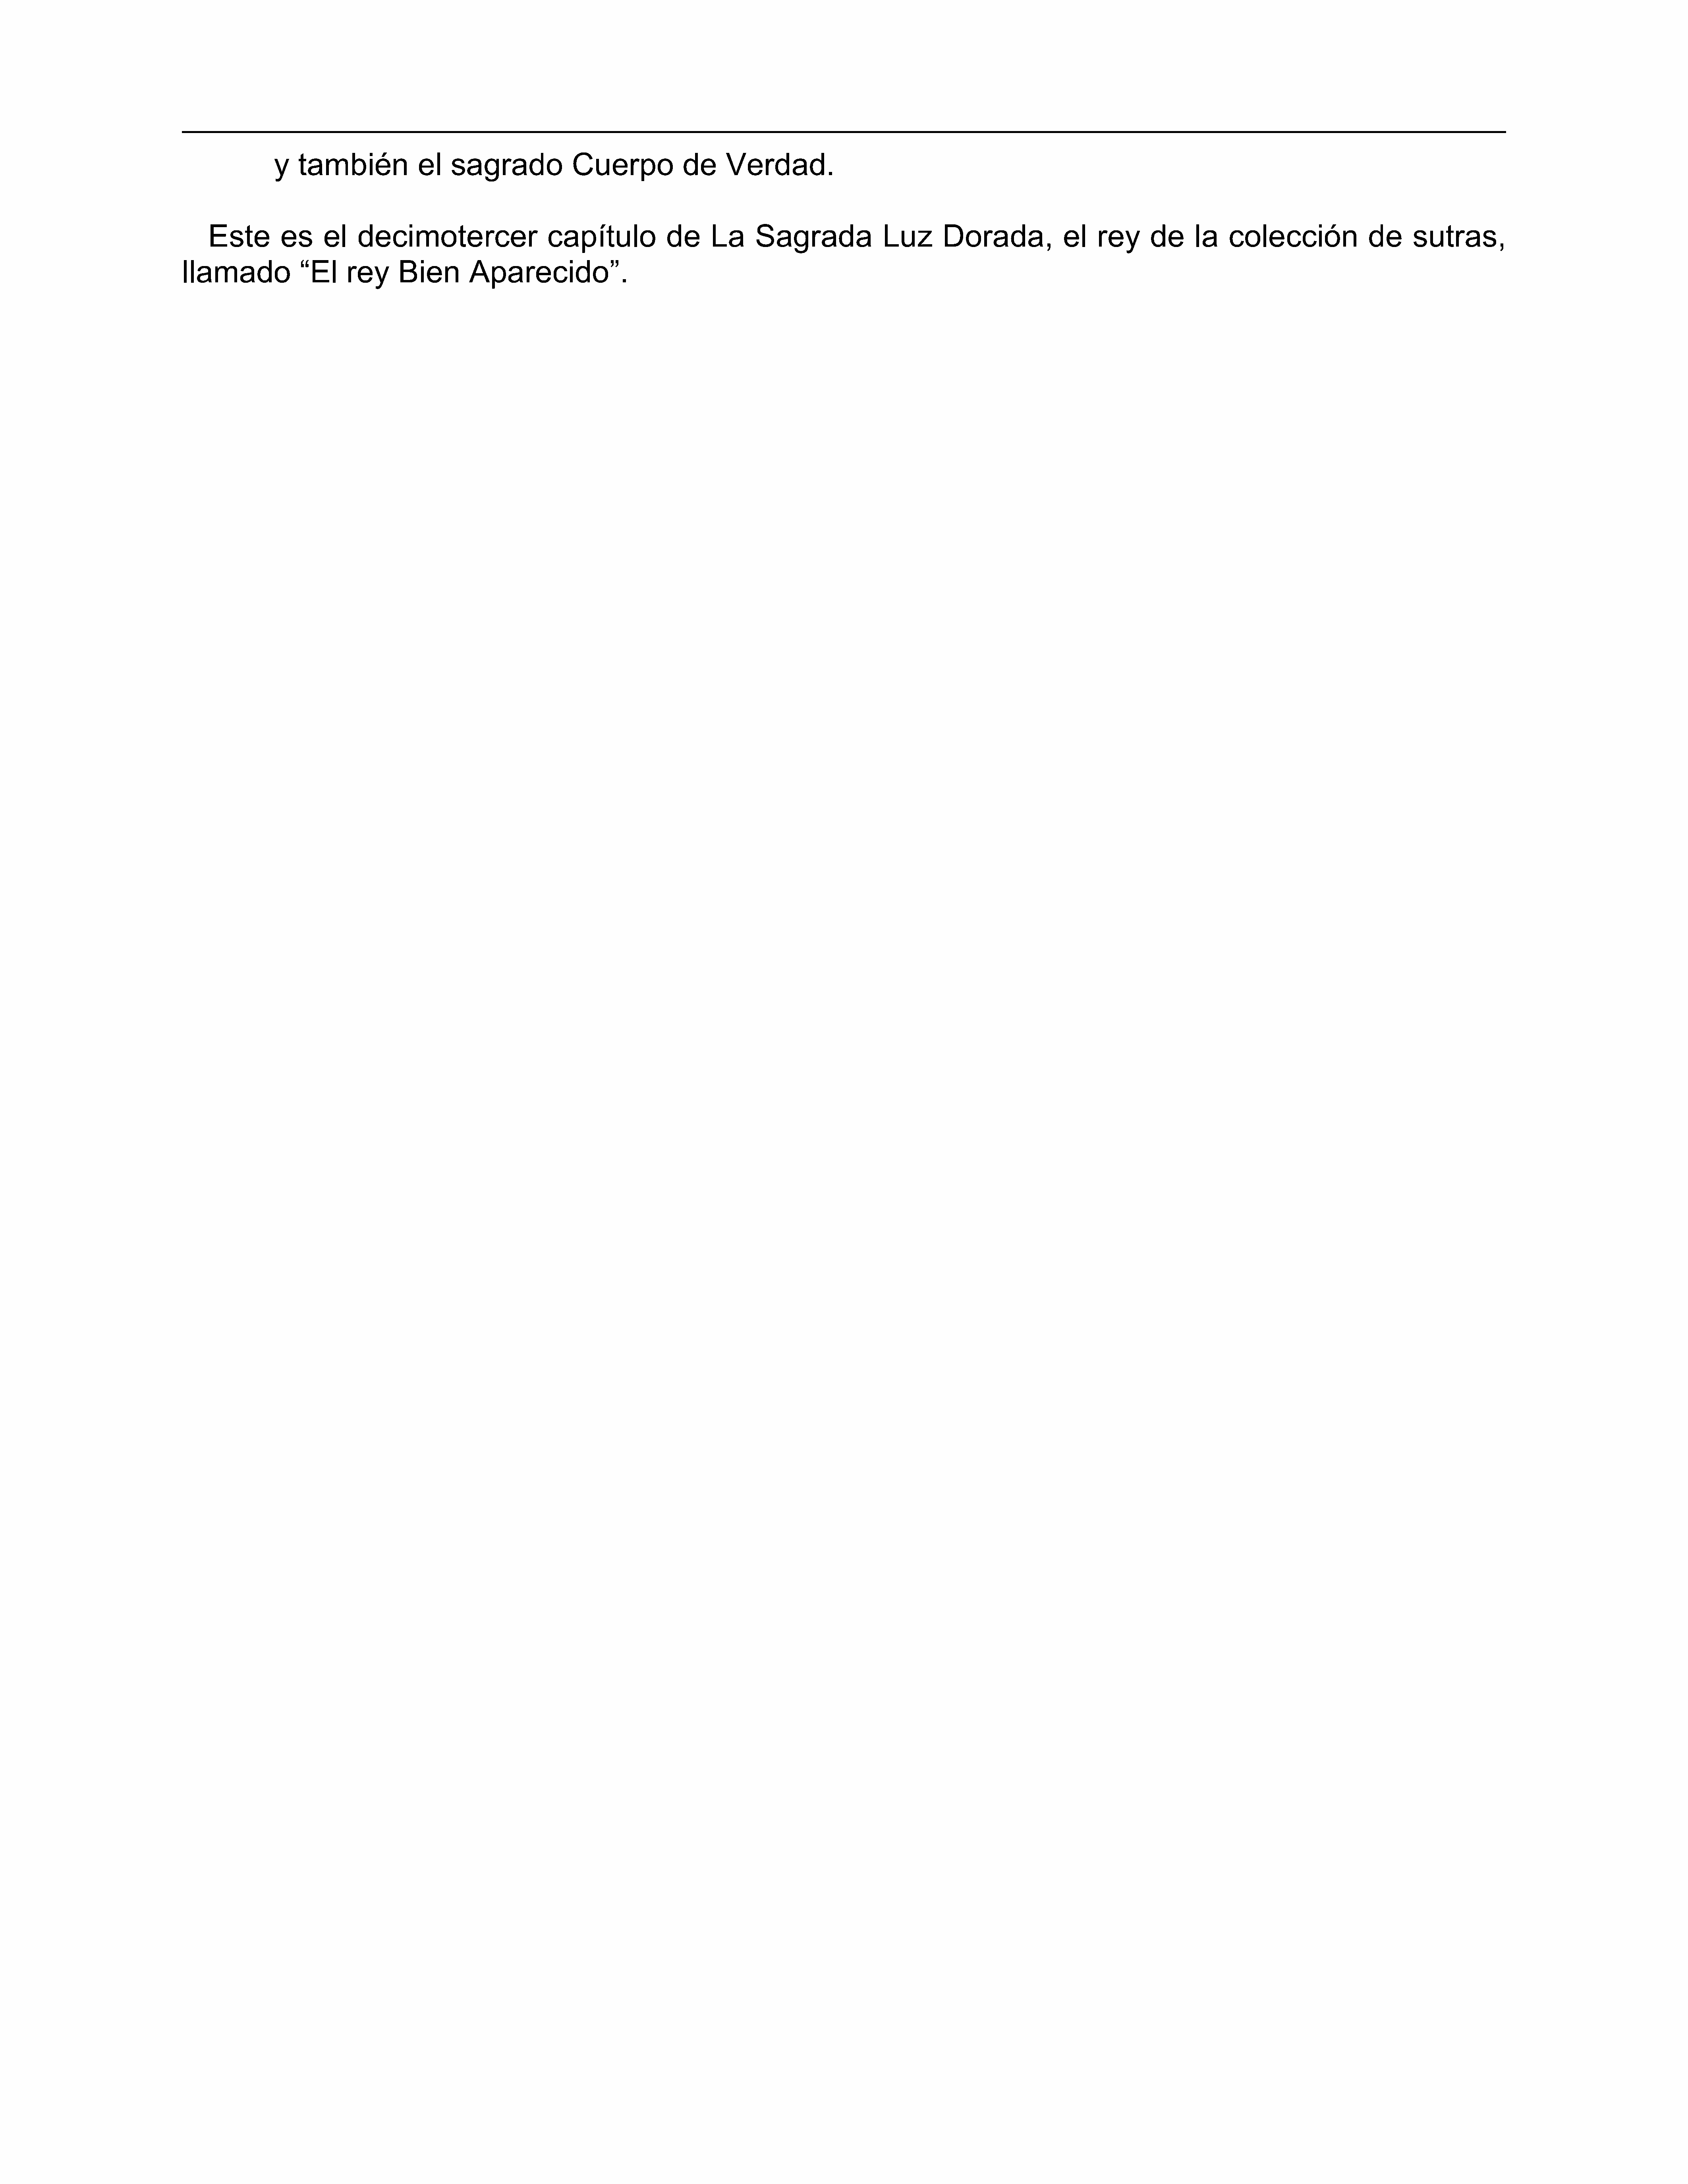 y también el sagrado Cuerpo de Verdad.
Este es el decimotercer capítulo de La Sagrada Luz Dorada, el rey de la colección de sutras,
llamado “El rey Bien Aparecido”.